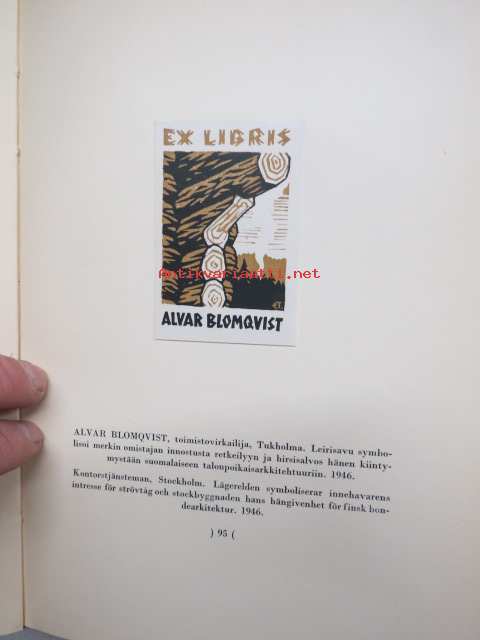 EX LIBRIS
Antikvariantti.net
ET
ALVAR BLOMQVIST
ALVAR BLOMQVIST, toimistovirkailija, Tukholma. Leirisavu symbo-
lisoi merkin omistajan innostusta retkeilyyn ja hirsisalvos hänen kiinty-
mystään suomalaiseen talonpoikaisarkkitehtuuriin. 1946.
Kontorstjänsteman, Stockholm. Lägerelden symboliserar innehavarens
intresse för strövtåg och stockbyggnaden hans hängivenhet för finsk bon-
dearkitektur. 1946.
) 95 (